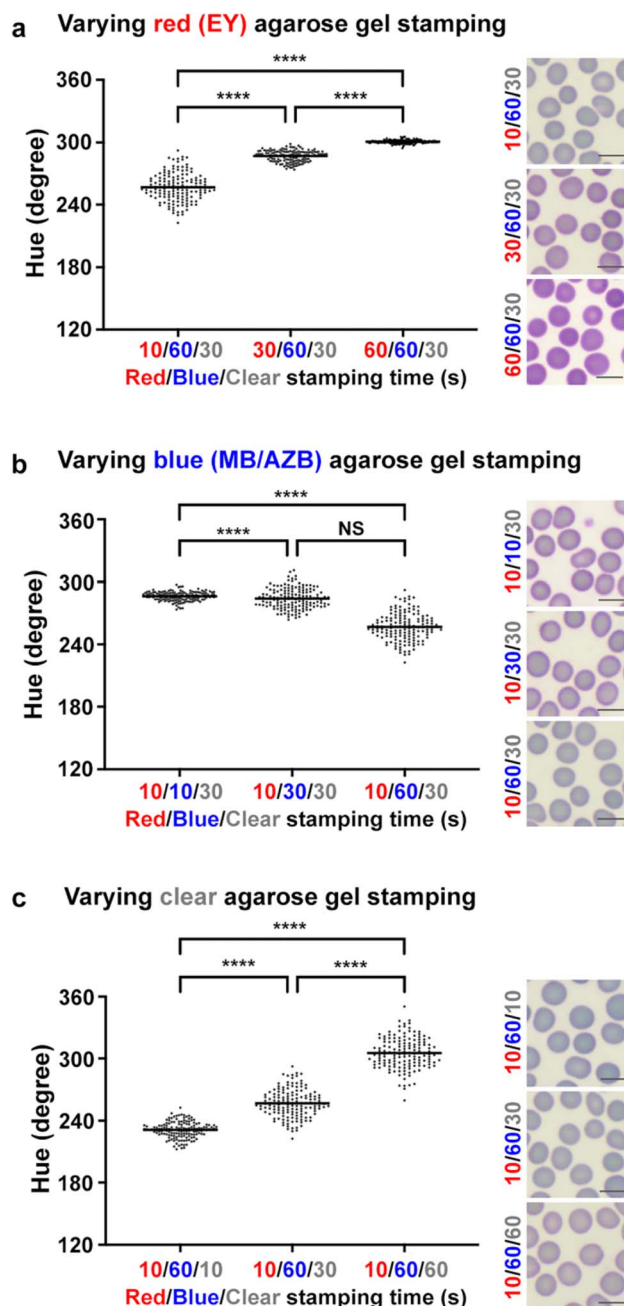 a Varying red (EY) agarose gel stamping
****
**** ****
360
300
240
180
120
Hue (degree)
10/60/30 30/60/30 60/60/30
Red/Blue/Clear stamping time (s)
10/60/30
30/60/30
60/60/30
b Varying blue (MB/AZB) agarose gel stamping
****
**** NS
360
300
240
180
120
Hue (degree)
10/10/30 10/30/30 10/60/30
Red/Blue/Clear stamping time (s)
10/10/30
10/30/30
10/60/30
c Varying clear agarose gel stamping
****
**** ****
360
300
240
180
120
Hue (degree)
10/60/10 10/60/30 10/60/60
Red/Blue/Clear stamping time (s)
10/60/10
10/60/30
10/60/60